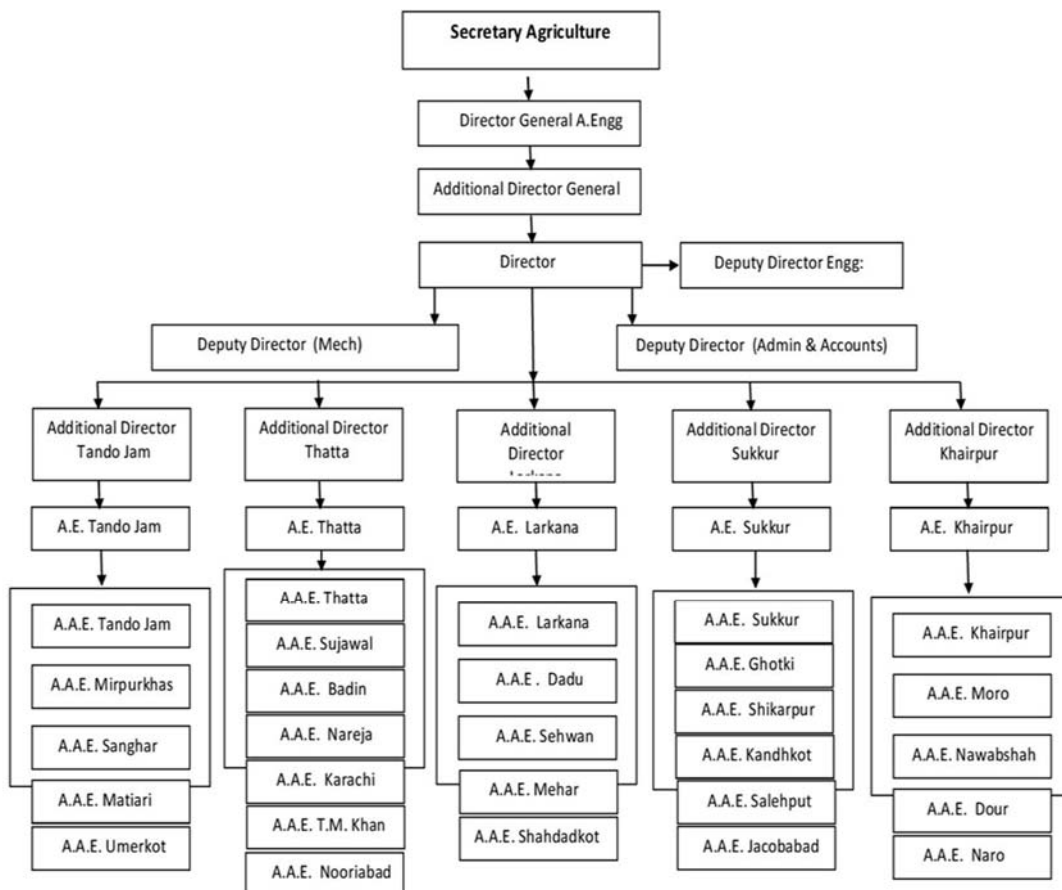 Secretary Agriculture
Director General A.Engg
Additional Director General
Director
Deputy Director Engg:
Deputy Director (Mech)
Deputy Director (Admin & Accounts)
Additional Director
Tando Jam
Additional Director
Thatta
Additional
Director
Additional Director
Sukkur
Additional Director
Khairpur
A.E. Tando Jam
A.E. Thatta
A.E. Larkana
A.E. Sukkur
A.E. Khairpur
A.A.E. Tando Jam
A.A.E. Mirpurkhas
A.A.E. Sanghar
A.A.E. Matiari
A.A.E. Umerkot
A.A.E. Thatta
A.A.E. Sujawal
A.A.E. Badin
A.A.E. Nareja
A.A.E. Karachi
A.A.E. T.M. Khan
A.A.E. Nooriabad
A.A.E. Larkana
A.A.E . Dadu
A.A.E. Sehwan
A.A.E. Mehar
A.A.E. Shahdadkot
A.A.E. Sukkur
A.A.E. Ghotki
A.A.E. Shikarpur
A.A.E. Kandhkot
A.A.E. Salehput
A.A.E. Jacobabad
A.A.E. Khairpur
A.A.E. Moro
A.A.E. Nawabshah
A.A.E. Dour
A.A.E. Naro